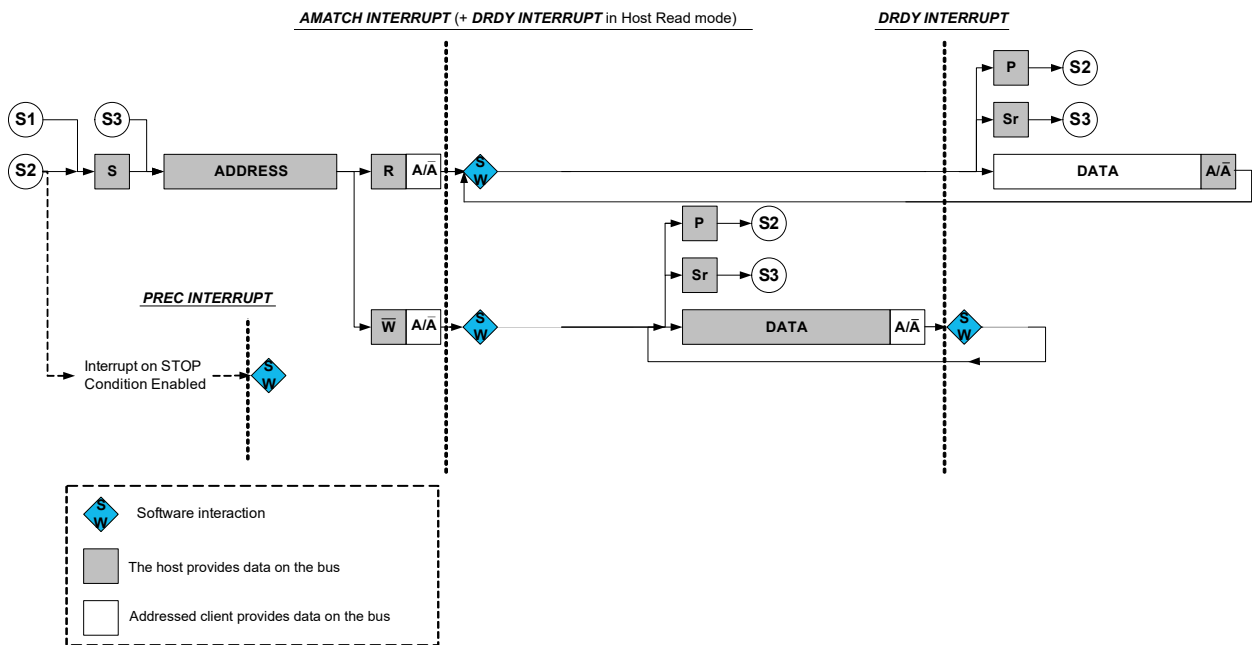 AMATCH INTERRUPT (+ DRDY INTERRUPT in Host Read mode)
DRDY INTERRUPT
P
S2
S1
S3
Sr
S3
S2
S
ADDRESS
R
A/A̅
S
W
DATA
A/A̅
P
S2
Sr
S3
PREC INTERRUPT
W̅
A/A̅
S
W
DATA
A/A̅
S
W
Interrupt on STOP
Condition Enabled
S
W
S
W
Software interaction
The host provides data on the bus
Addressed client provides data on the bus